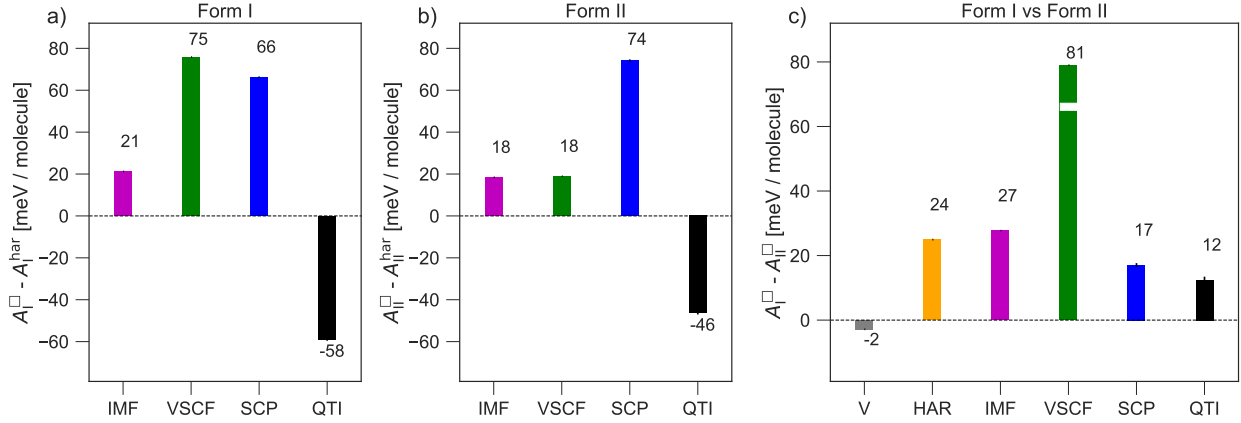 a)
Form I
A_I^□ - A_I^har [meV / molecule]
80
60
40
20
0
−20
−40
−60
21
75
66
-58
IMF
VSCF
SCP
QTI
b)
Form II
A_II^□ - A_II^har [meV / molecule]
80
60
40
20
0
−20
−40
−60
18
18
74
-46
IMF
VSCF
SCP
QTI
c)
Form I vs Form II
A_I^□ - A_II^□ [meV / molecule]
80
60
40
20
0
-2
24
27
81
17
12
V
HAR
IMF
VSCF
SCP
QTI